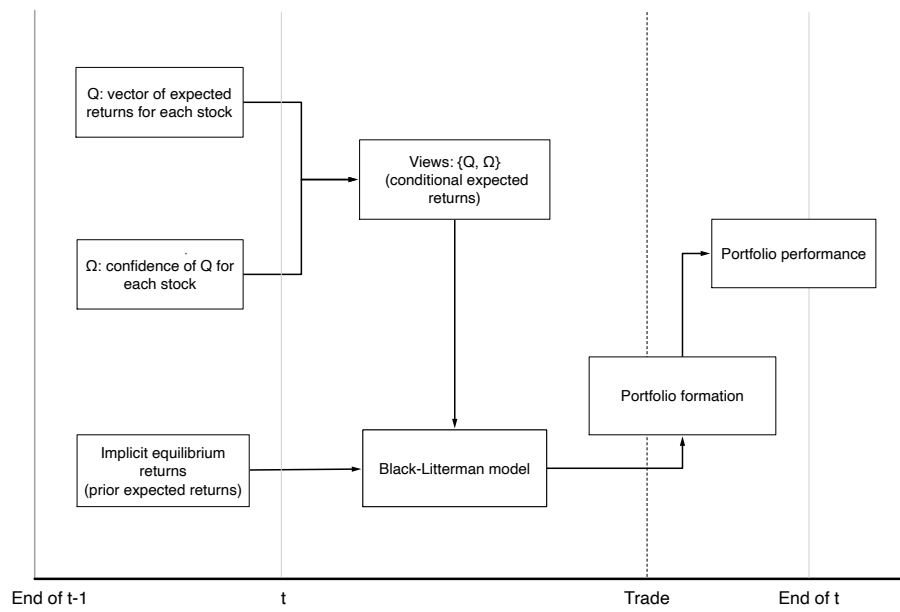 Q: vector of expected
returns for each stock
Views: {Q, Ω}
(conditional expected
returns)
Ω: confidence of Q for
each stock
Portfolio performance
Portfolio formation
Implicit equilibrium
returns
(prior expected returns)
Black-Litterman model
End of t-1
t
Trade
End of t